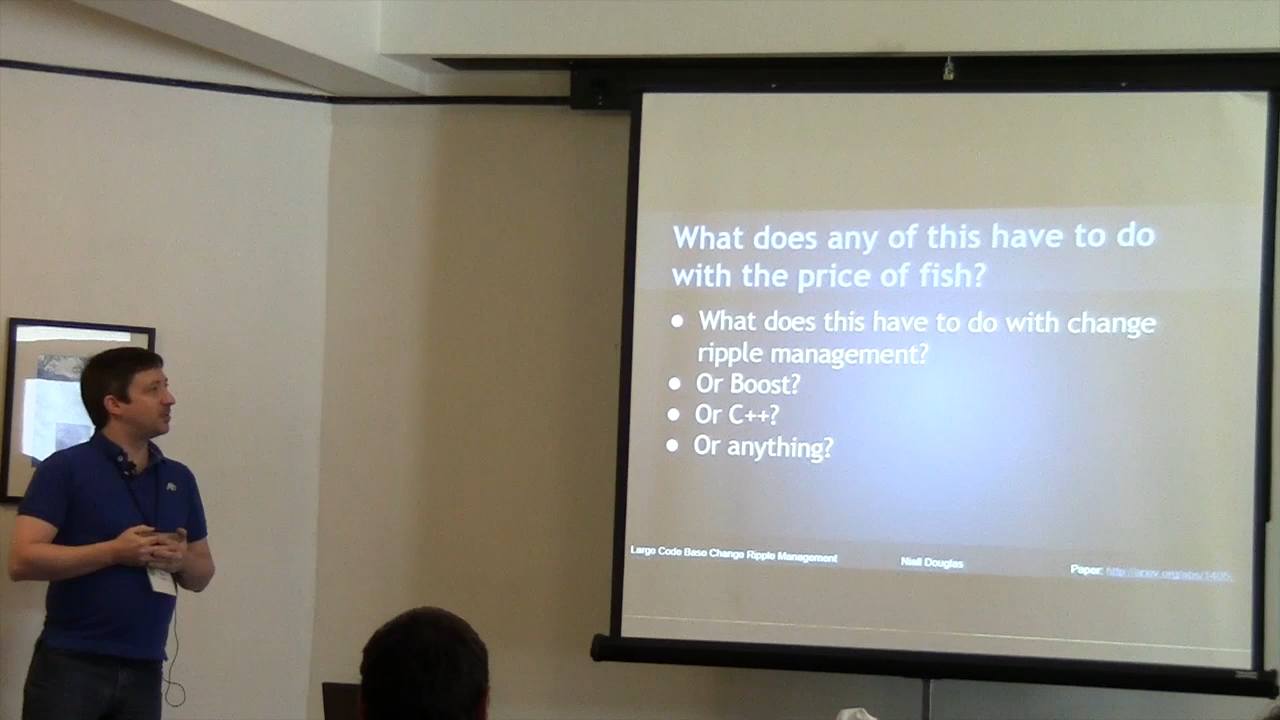 What does any of this have to do
with the price of fish?
● What does this have to do with change
ripple management?
● Or Boost?
● Or C++?
● Or anything?
Large Code Base Change Ripple Management
Niall Douglas
Paper: